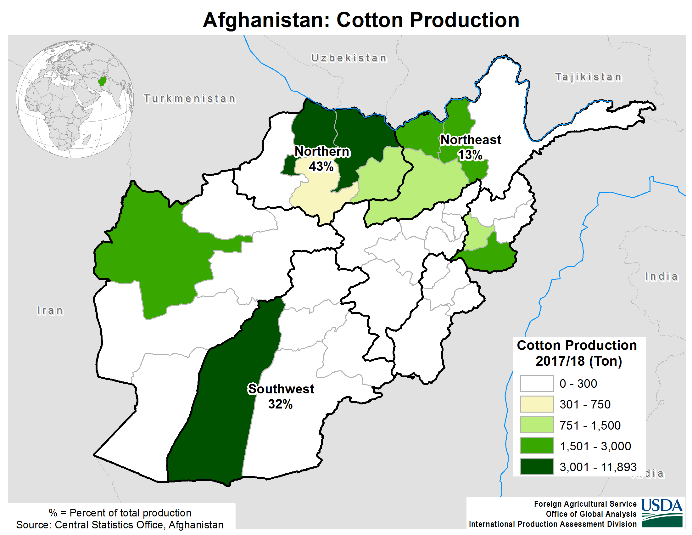 Afghanistan: Cotton Production
Uzbekistan
Tajikistan
Turkmenistan
Northern
43%
Northeast
13%
India
Iran
Southwest
32%
Cotton Production
2017/18 (Ton)
0 - 300
301 - 750
751 - 1,500
1,501 - 3,000
3,001 - 11,893
India
% = Percent of total production
Source: Central Statistics Office, Afghanistan
Foreign Agricultural Service
Office of Global Analysis
International Production Assessment Division
USDA